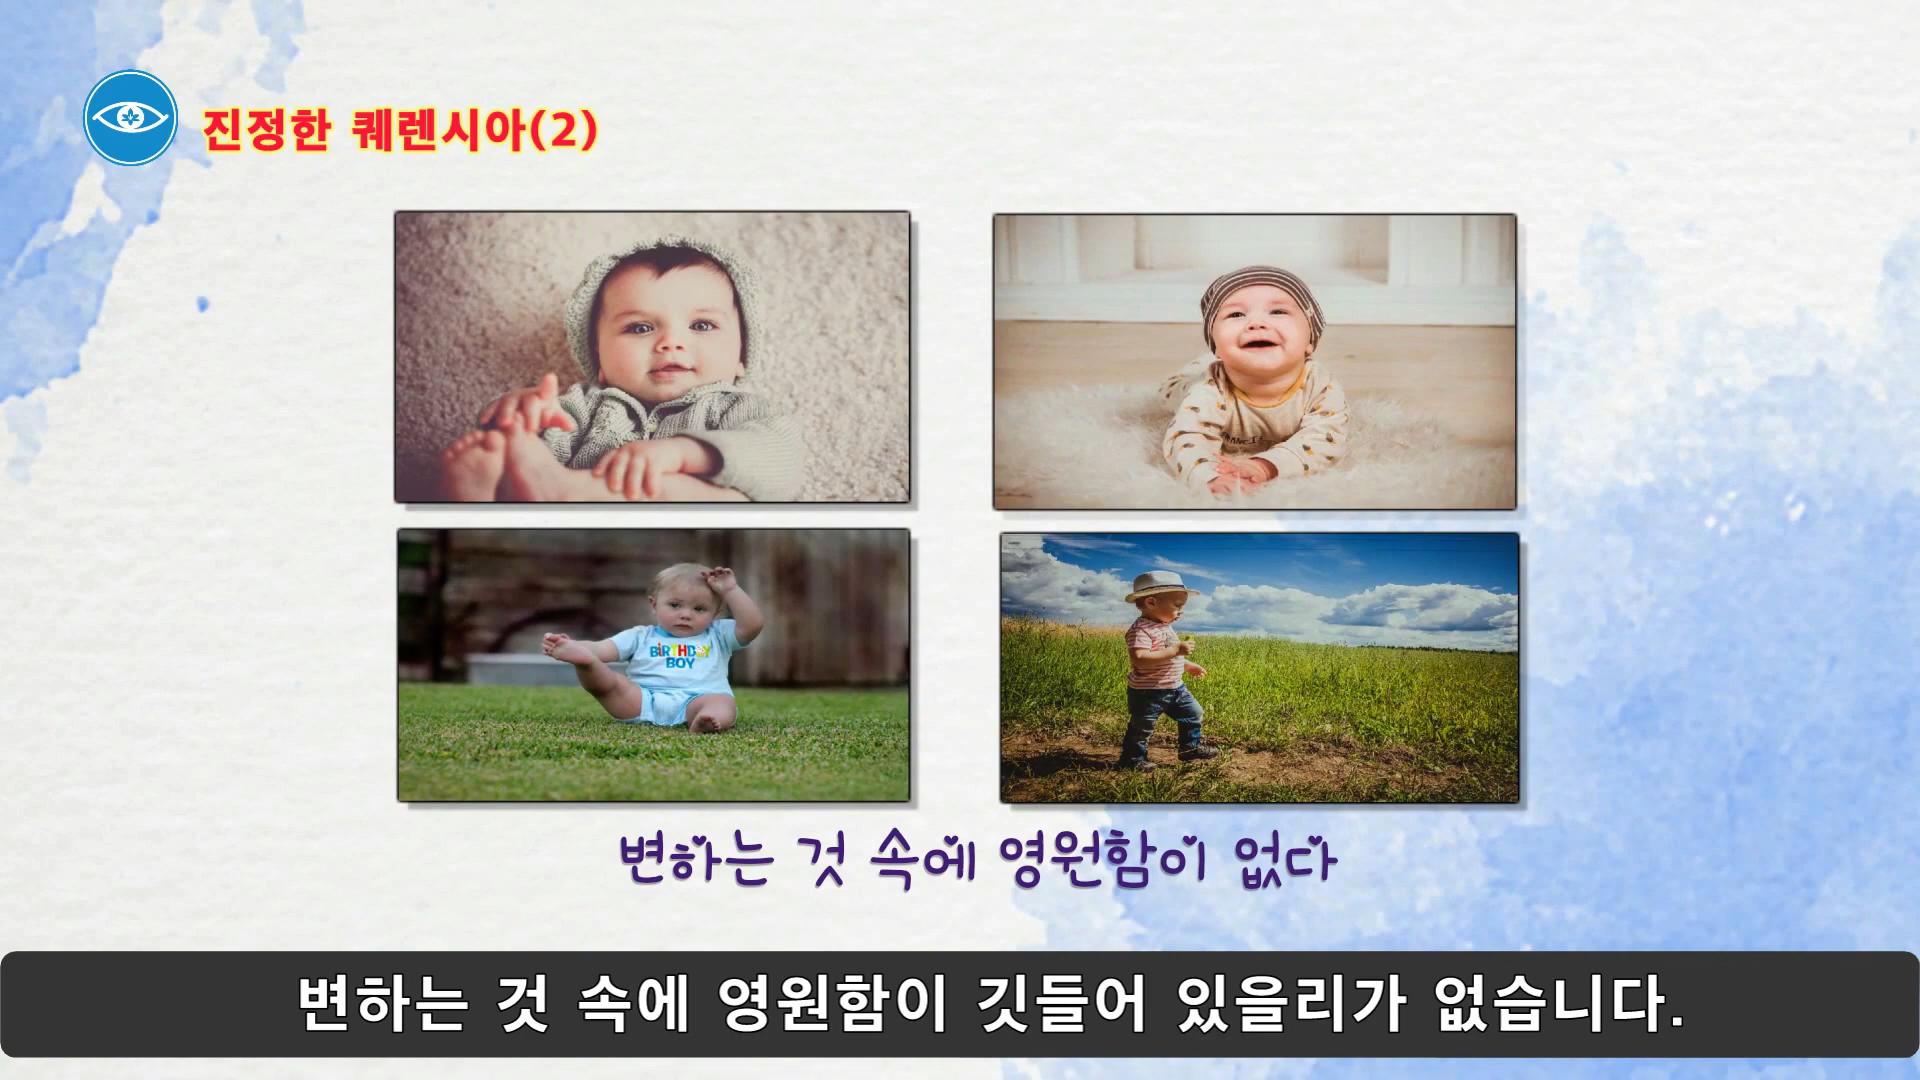 진정한 퀘렌시아(2)
BiRTHDAY
BOY
변하는 것 속에 영원함이 없다
변하는 것 속에 영원함이 깃들어 있을리가 없습니다.